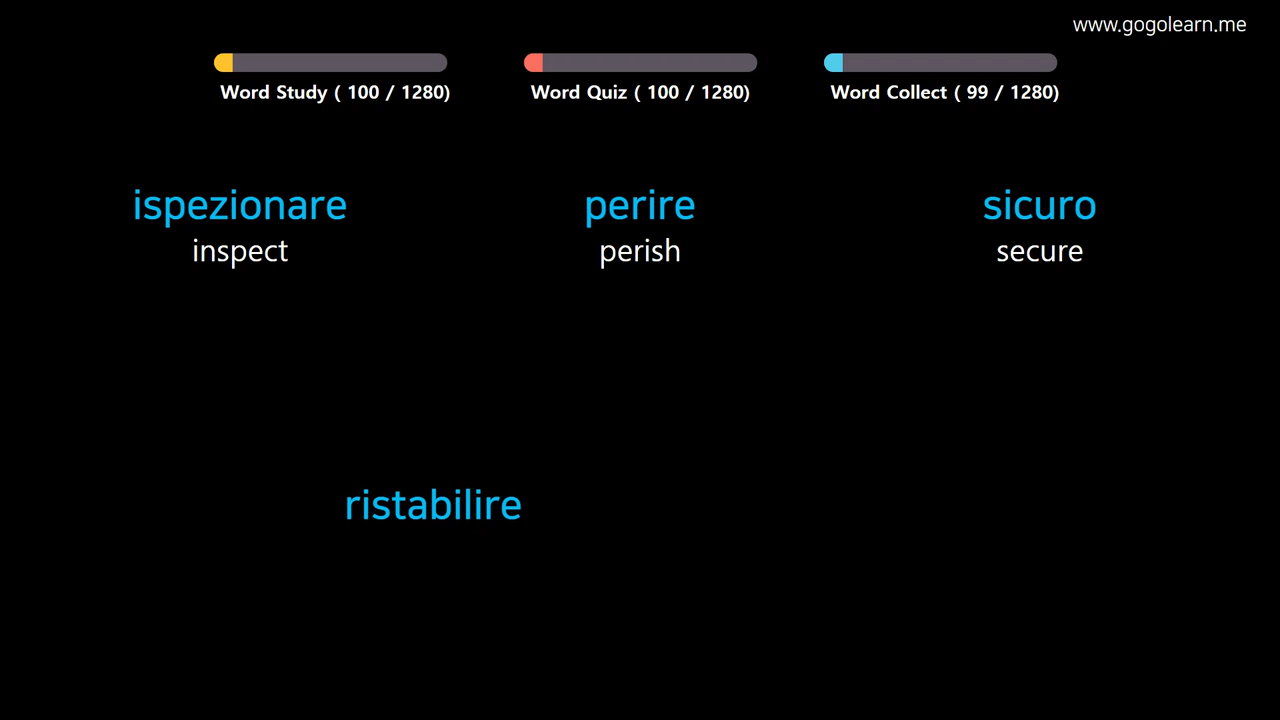 www.gogolearn.me
Word Study ( 100 / 1280)
Word Quiz ( 100 / 1280)
Word Collect ( 99 / 1280)
ispezionare
inspect
perire
perish
sicuro
secure
ristabilire